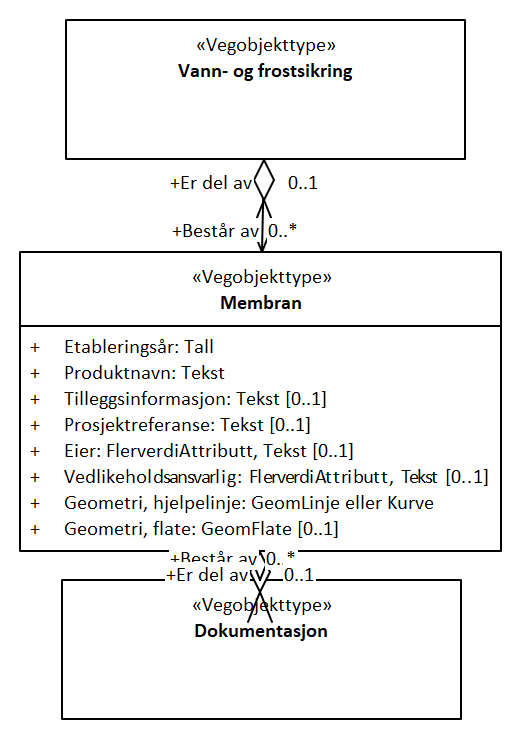 «Vegobjekttype»
Vann- og frostsikring
+Er del av 0..1
+Består av 0..*
«Vegobjekttype»
Membran
+ Etableringsår: Tall
+ Produktnavn: Tekst
+ Tilleggsinformasjon: Tekst [0..1]
+ Prosjektreferanse: Tekst [0..1]
+ Eier: FlerverdiAttributt, Tekst [0..1]
+ Vedlikeholdsansvarlig: FlerverdiAttributt, Tekst [0..1]
+ Geometri, hjelpelinje: GeomLinje eller Kurve
+ Geometri, flate: GeomFlate [0..1]
+Består av 0..*
+Er del av 0..1
«Vegobjekttype»
Dokumentasjon